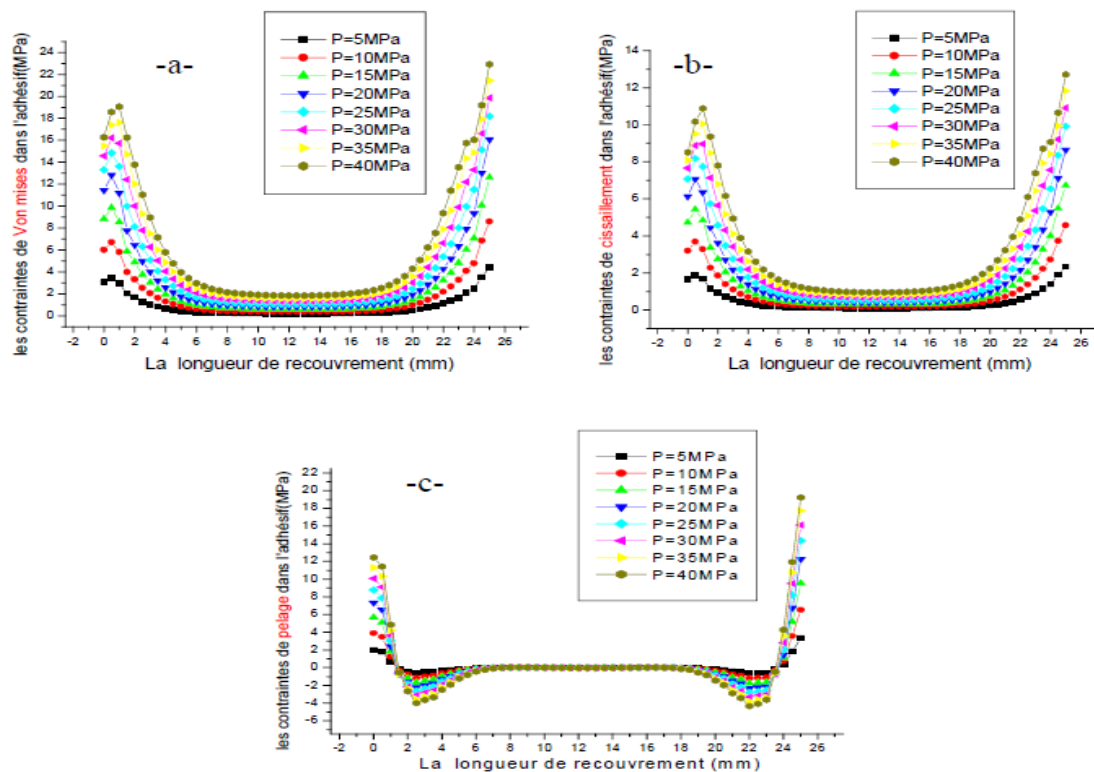 les contraintes de Von mises dans l'adhésif(MPa)
24
22
20
18
16
14
12
10
8
6
4
2
0
-a-
P=5MPa
P=10MPa
P=15MPa
P=20MPa
P=25MPa
P=30MPa
P=35MPa
P=40MPa
-2 0 2 4 6 8 10 12 14 16 18 20 22 24 26
La longueur de recouvrement (mm)
les contraintes de cissaillement dans l'adhésif(MPa)
14
12
10
8
6
4
2
0
-b-
P=5MPa
P=10MPa
P=15MPa
P=20MPa
P=25MPa
P=30MPa
P=35MPa
P=40MPa
-2 0 2 4 6 8 10 12 14 16 18 20 22 24 26
La longueur de recouvrement (mm)
les contraintes de pelage dans l'adhésif(MPa)
22
20
18
16
14
12
10
8
6
4
2
0
-2
-4
-6
-c-
P=5MPa
P=10MPa
P=15MPa
P=20MPa
P=25MPa
P=30MPa
P=35MPa
P=40MPa
-2 0 2 4 6 8 10 12 14 16 18 20 22 24 26
La longueur de recouvrement (mm)